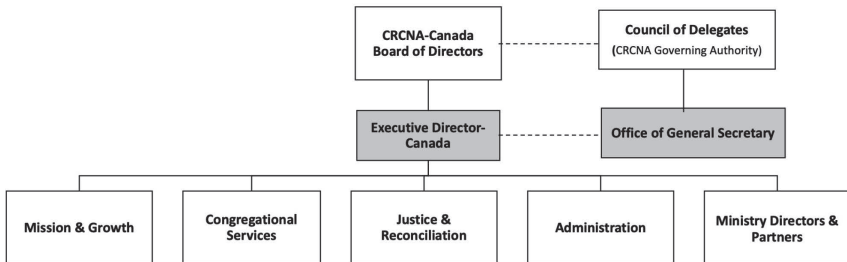 CRCNA-Canada
Board of Directors
Council of Delegates
(CRCNA Governing Authority)
Executive Director-
Canada
Office of General Secretary
Mission & Growth
Congregational
Services
Justice &
Reconciliation
Administration
Ministry Directors &
Partners